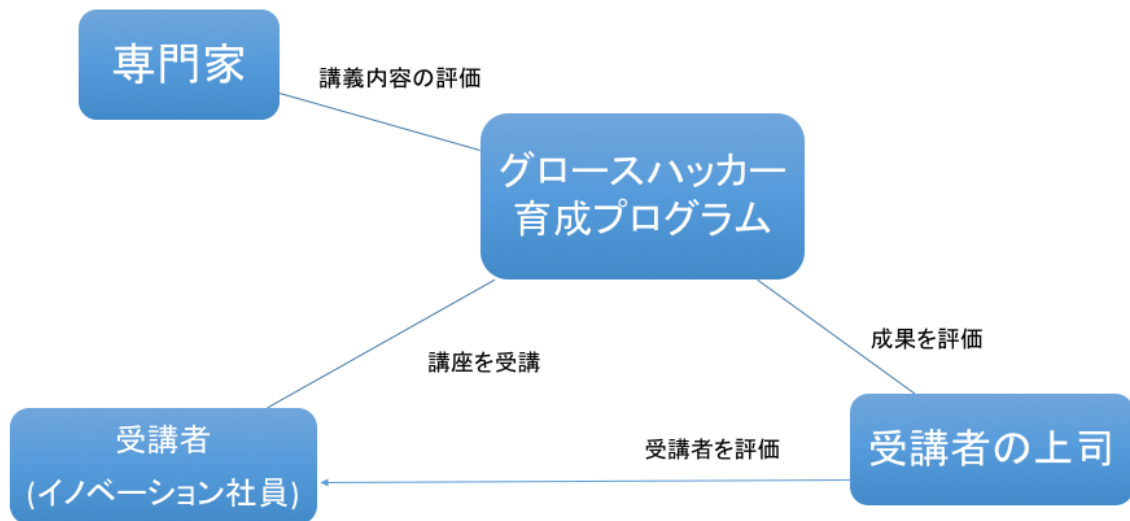 専門家
講義内容の評価
グロースハッカー
育成プログラム
講座を受講
成果を評価
受講者
(イノベーション社員)
受講者を評価
受講者の上司